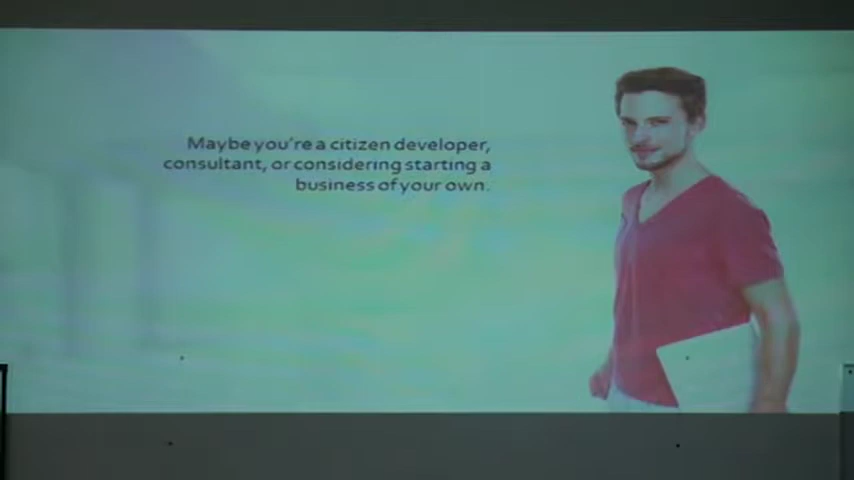 Maybe you're a citizen developer,
consultant, or considering starting a
business of your own.